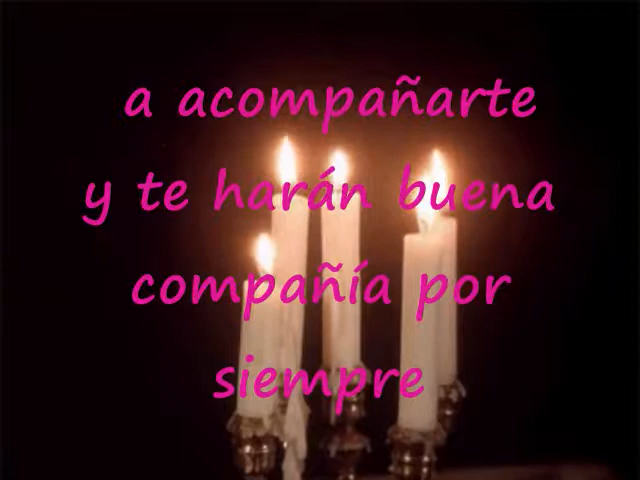 a acompañarte
y te harán buena
compañía por
siempre